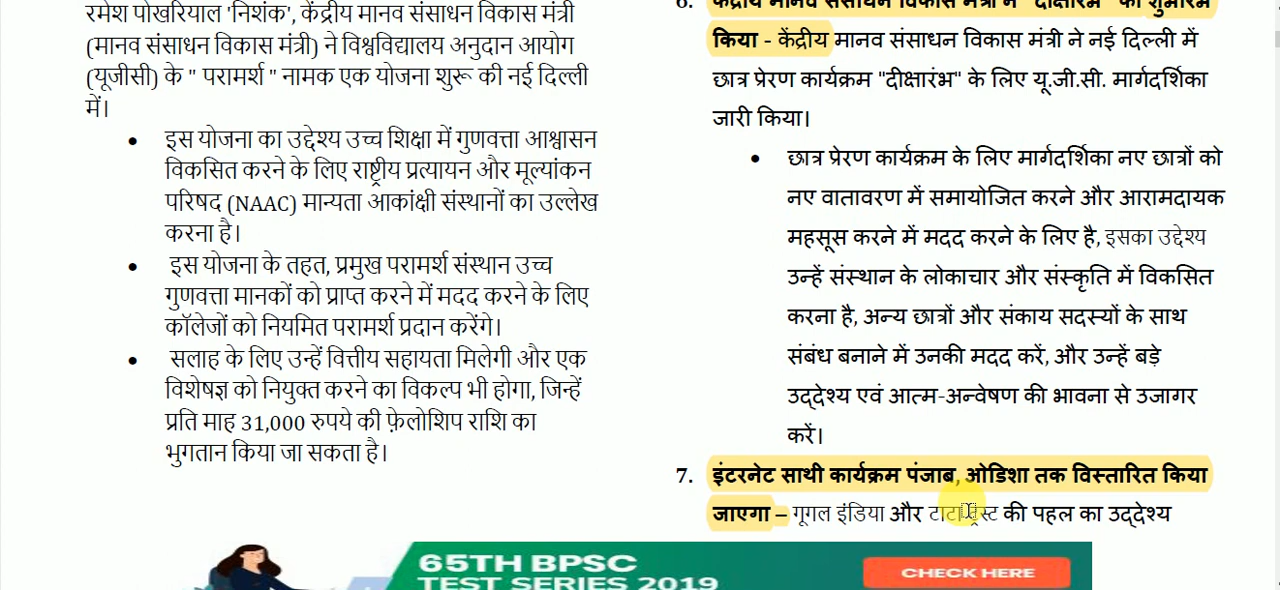 रमेश पोखरियाल 'निशंक', केंद्रीय मानव संसाधन विकास मंत्री
(मानव संसाधन विकास मंत्री) ने विश्वविद्यालय अनुदान आयोग
(यूजीसी) के " परामर्श " नामक एक योजना शुरू की नई दिल्ली
में।
• इस योजना का उद्देश्य उच्च शिक्षा में गुणवत्ता आश्वासन
विकसित करने के लिए राष्ट्रीय प्रत्यायन और मूल्यांकन
परिषद (NAAC) मान्यता आकांक्षी संस्थानों का उल्लेख
करना है।
• इस योजना के तहत, प्रमुख परामर्श संस्थान उच्च
गुणवत्ता मानकों को प्राप्त करने में मदद करने के लिए
कॉलेजों को नियमित परामर्श प्रदान करेंगे।
• सलाह के लिए उन्हें वित्तीय सहायता मिलेगी और एक
विशेषज्ञ को नियुक्त करने का विकल्प भी होगा, जिन्हें
प्रति माह 31,000 रुपये की फ़ेलोशिप राशि का
भुगतान किया जा सकता है।
6. केंद्रीय मानव संसाधन विकास मंत्री ने "दीक्षारंभ" का शुभारंभ
किया - केंद्रीय मानव संसाधन विकास मंत्री ने नई दिल्ली में
छात्र प्रेरण कार्यक्रम "दीक्षारंभ" के लिए यू.जी.सी. मार्गदर्शिका
जारी किया।
• छात्र प्रेरण कार्यक्रम के लिए मार्गदर्शिका नए छात्रों को
नए वातावरण में समायोजित करने और आरामदायक
महसूस करने में मदद करने के लिए है, इसका उद्देश्य
उन्हें संस्थान के लोकाचार और संस्कृति में विकसित
करना है, अन्य छात्रों और संकाय सदस्यों के साथ
संबंध बनाने में उनकी मदद करें, और उन्हें बड़े
उद्देश्य एवं आत्म-अन्वेषण की भावना से उजागर
करें।
7. इंटरनेट साथी कार्यक्रम पंजाब, ओडिशा तक विस्तारित किया
जाएगा – गूगल इंडिया और टाटा ट्रस्ट की पहल का उद्देश्य
65TH BPSC
TEST SERIES 2019
CHECK HERE